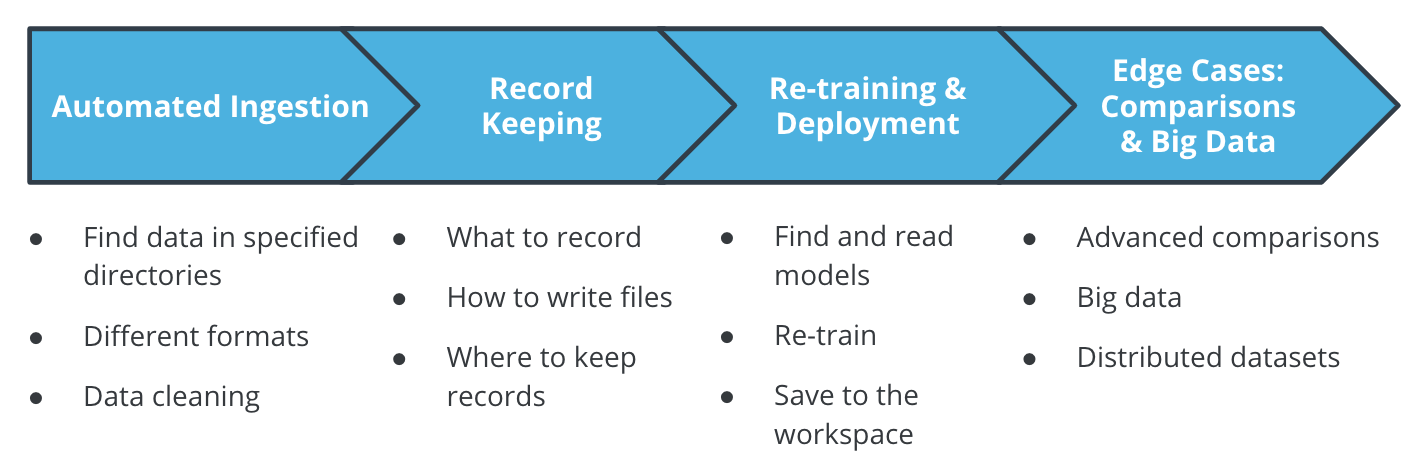 Automated Ingestion
Record
Keeping
Re-training &
Deployment
Edge Cases:
Comparisons
& Big Data
● Find data in specified
directories
● Different formats
● Data cleaning
● What to record
● How to write files
● Where to keep
records
● Find and read
models
● Re-train
● Save to the
workspace
● Advanced comparisons
● Big data
● Distributed datasets